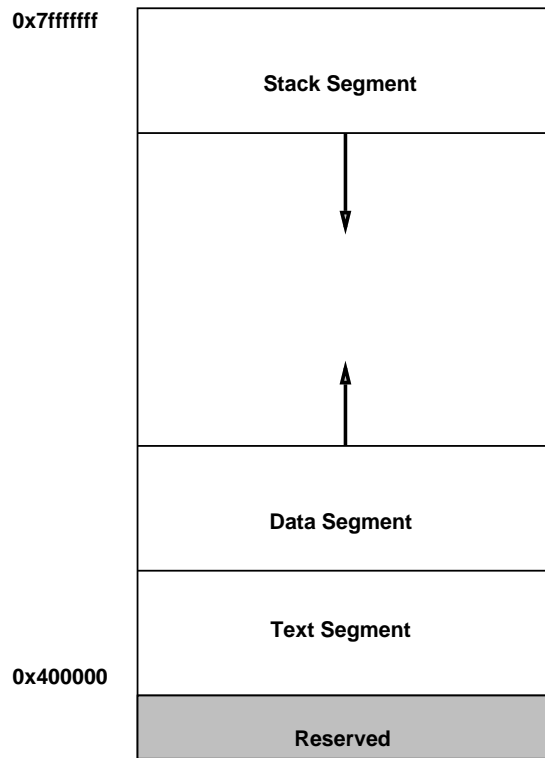 0x7fffffff
Stack Segment
Data Segment
Text Segment
0x400000
Reserved